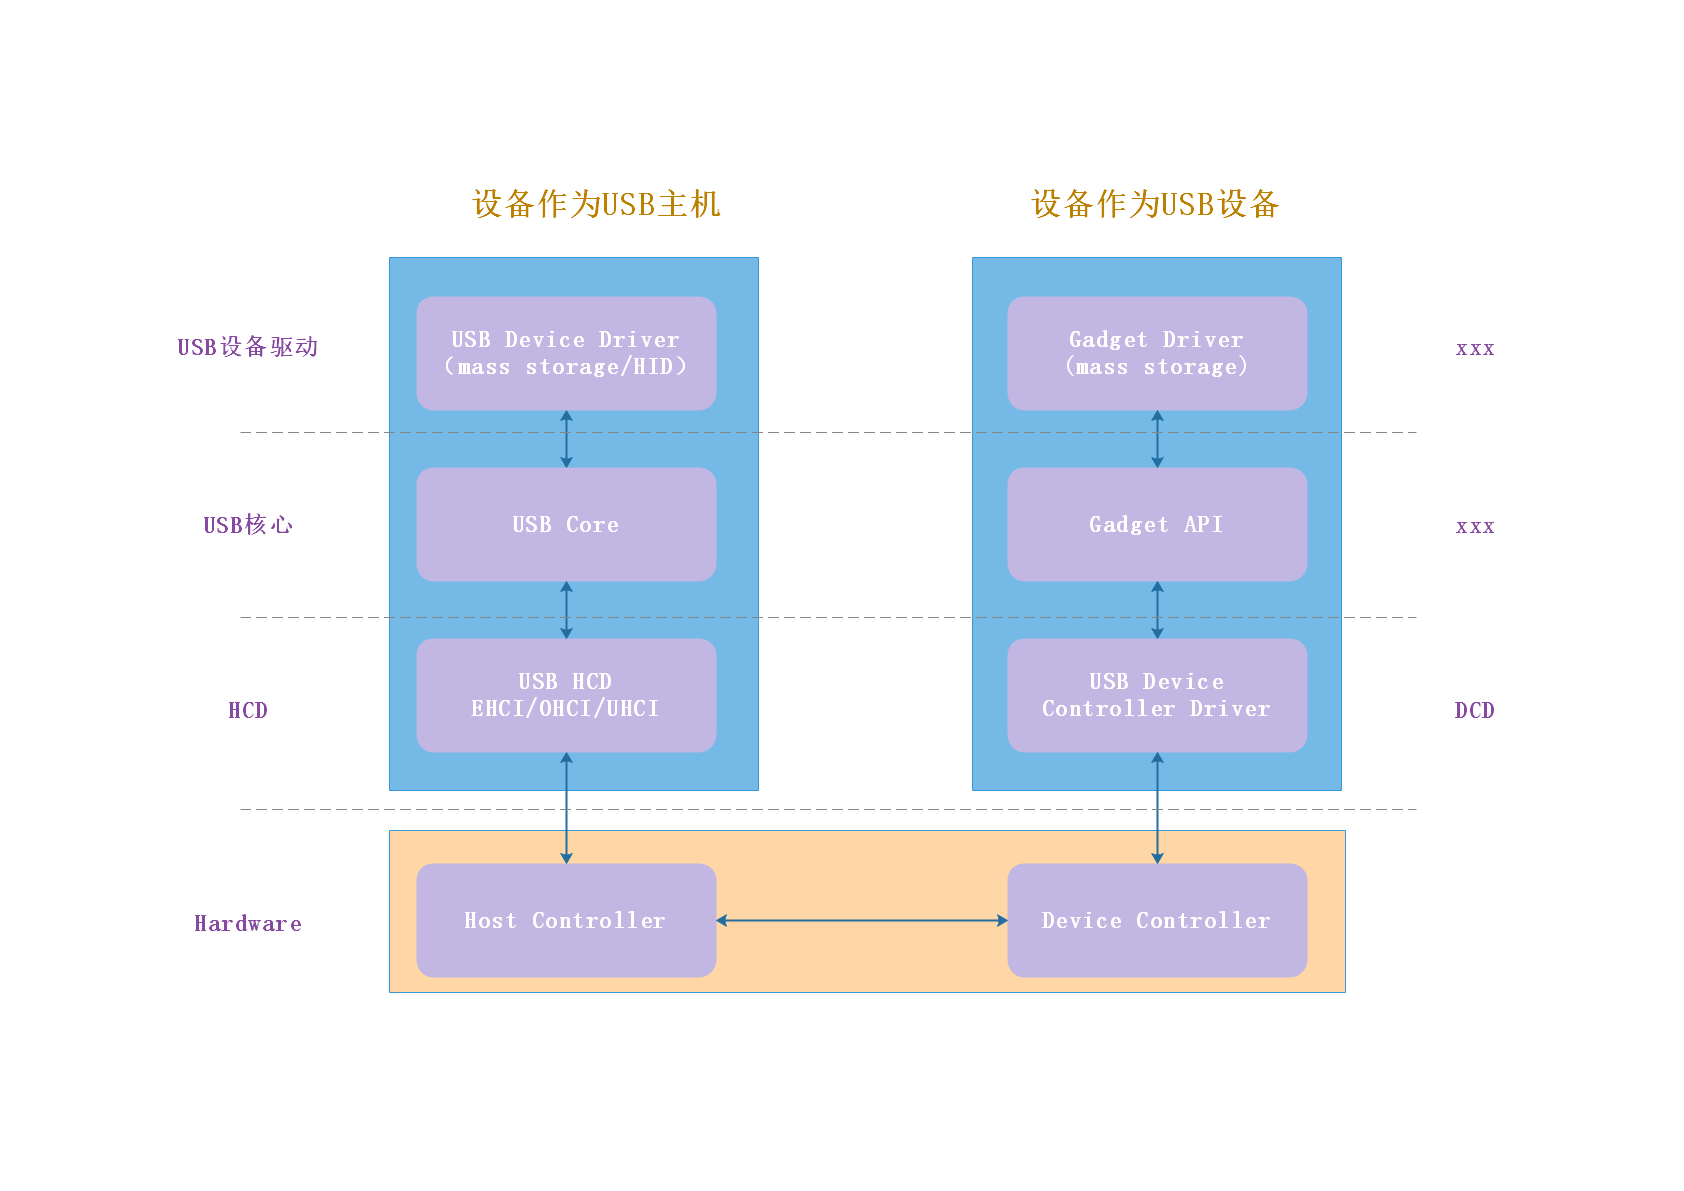 设备作为USB主机
设备作为USB设备
USB设备驱动
USB Device Driver
（mass storage/HID）
Gadget Driver
(mass storage)
xxx
USB核心
USB Core
Gadget API
xxx
HCD
USB HCD
EHCI/OHCI/UHCI
USB Device
Controller Driver
DCD
Hardware
Host Controller
Device Controller